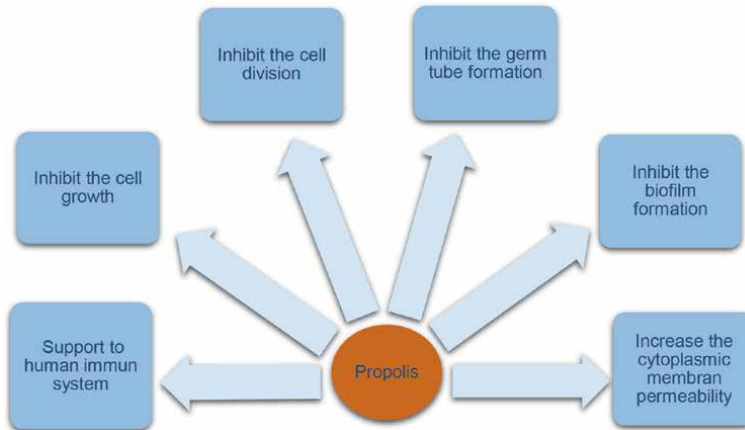 Inhibit the cell
division
Inhibit the germ
tube formation
Inhibit the cell
growth
Inhibit the
biofilm
formation
Support to
human immun
system
Propolis
Increase the
cytoplasmic
membran
permeability